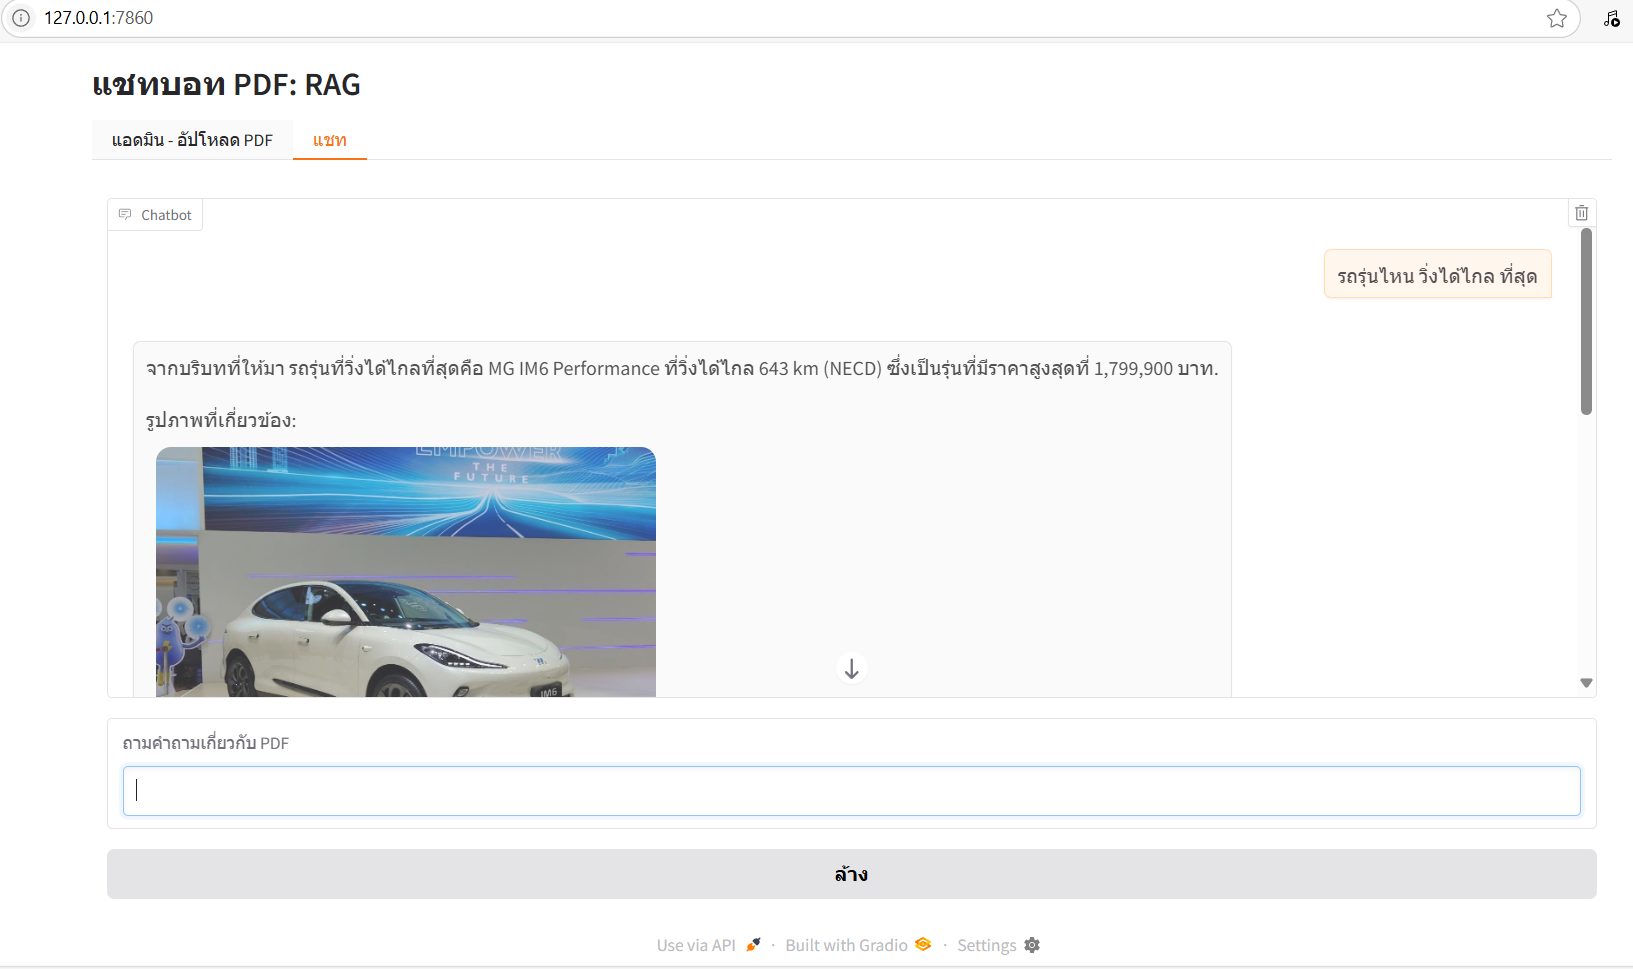 127.0.0.1:7860
แชทบอท PDF: RAG
แอดมิน - อัปโหลด PDF
แชท
Chatbot
รถรุ่นไหน วิ่งได้ไกล ที่สุด
จากบริบทที่ให้มา รถรุ่นที่วิ่งได้ไกลที่สุดคือ MG IM6 Performance ที่วิ่งได้ไกล 643 km (NECD) ซึ่งเป็นรุ่นที่มีราคาสูงสุดที่ 1,799,900 บาท.
รูปภาพที่เกี่ยวข้อง:
EMPOWER
THE
FUTURE
IM6
ถามคำถามเกี่ยวกับ PDF
ล้าง
Use via API · Built with Gradio · Settings